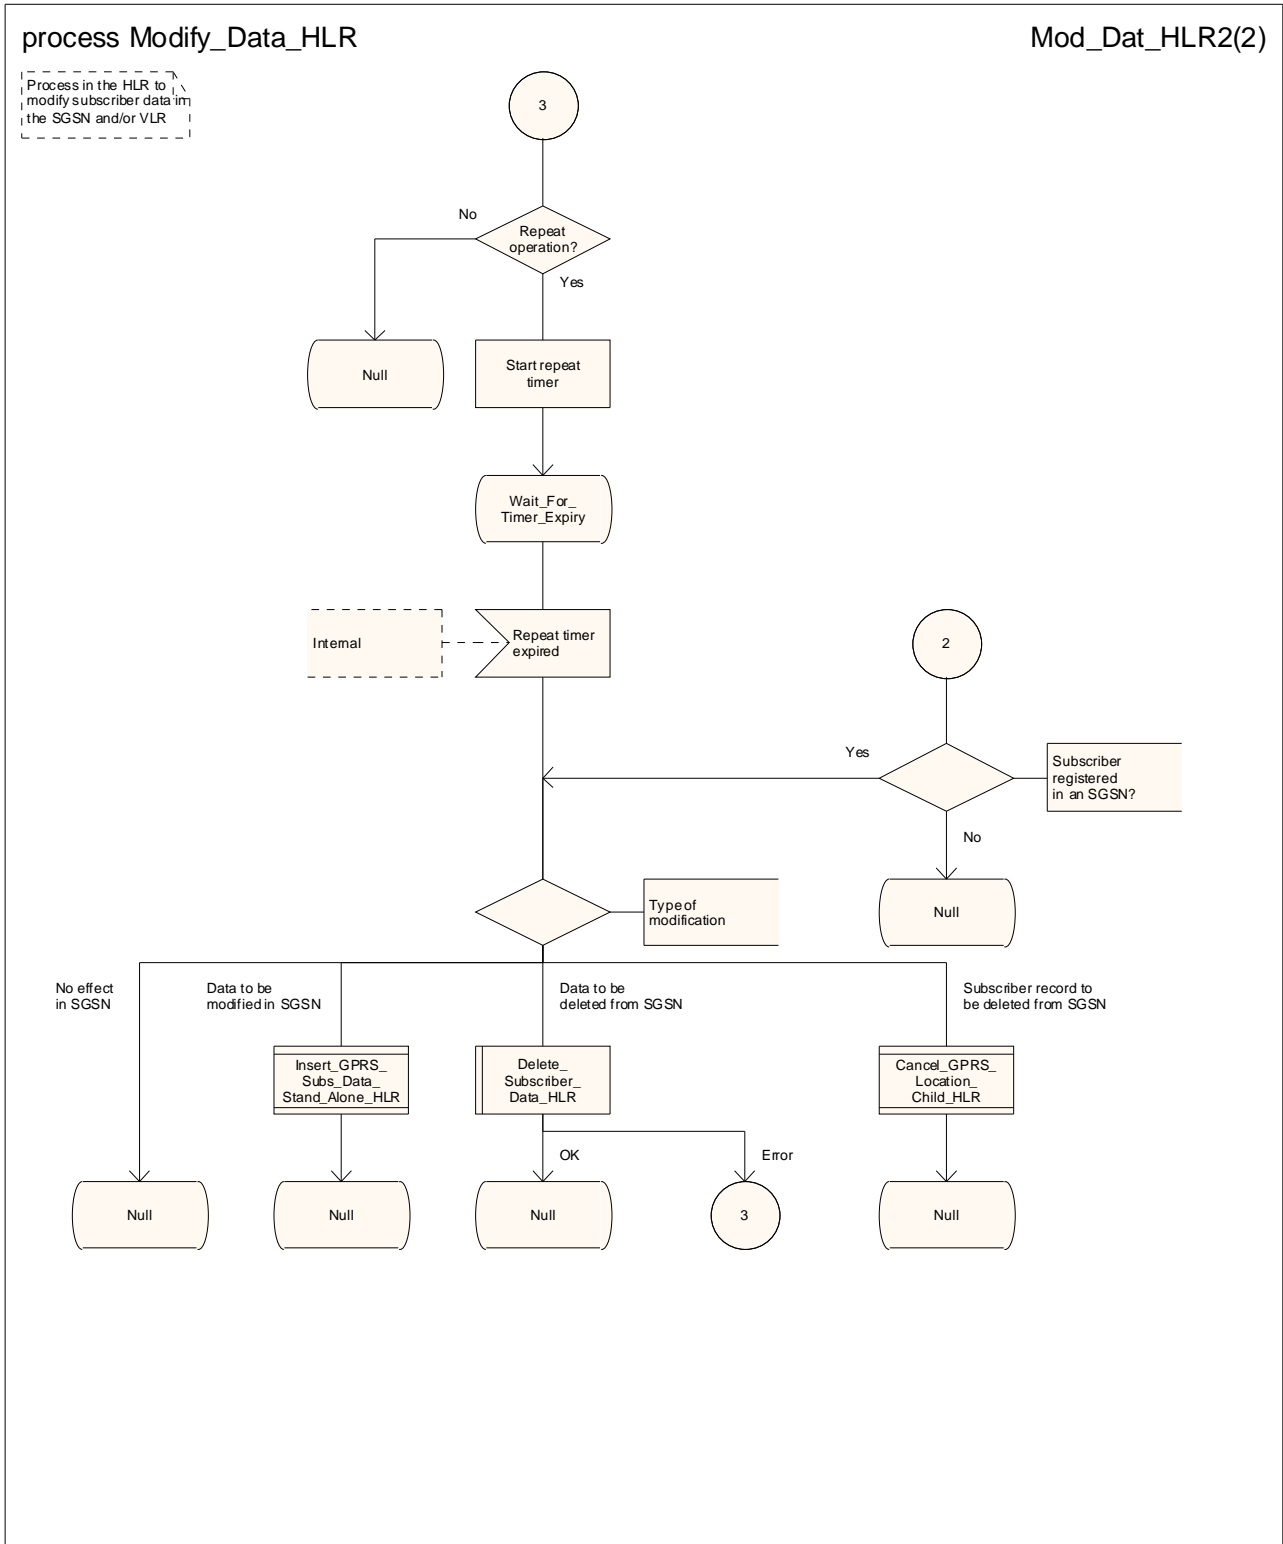 process Modify_Data_HLR
Mod_Dat_HLR2(2)
Process in the HLR to
modify subscriber data in
the SGSN and/or VLR
3
No
Repeat
operation?
Yes
Null
Start repeat
timer
Wait_For_
Timer_Expiry
Internal
Repeat timer
expired
2
Yes
Subscriber
registered
in an SGSN?
No
Null
Type of
modification
No effect
in SGSN
Data to be
modified in SGSN
Data to be
deleted from SGSN
Subscriber record to
be deleted from SGSN
Insert_GPRS_
Subs_Data_
Stand_Alone_HLR
Delete_
Subscriber_
Data_HLR
Cancel_GPRS_
Location_
Child_HLR
OK
Error
Null
Null
Null
3
Null